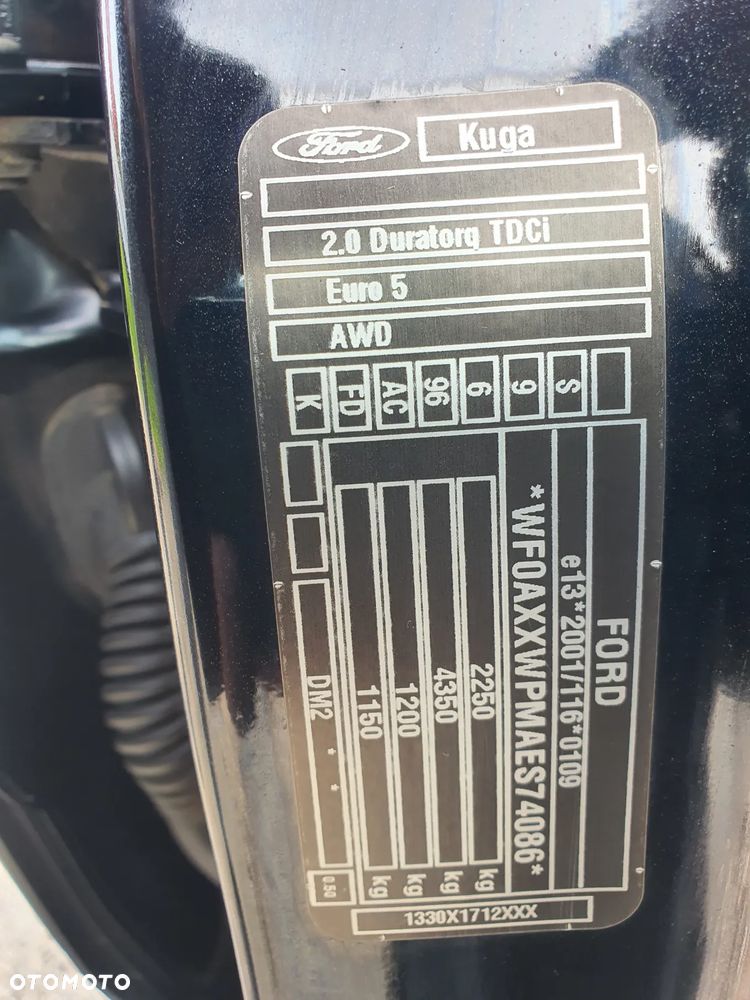 Ford
Kuga
2.0 Duratorq TDCi
Euro 5
AWD
K FD AC 96 6 9 S
FORD
e13*2001/116*0109
*WF0AXXWPMAES74086*
2250 kg
4350 kg
1200 kg
1150 kg
DM2 * *
0.50
1330X1712XXX
OTOMOTO